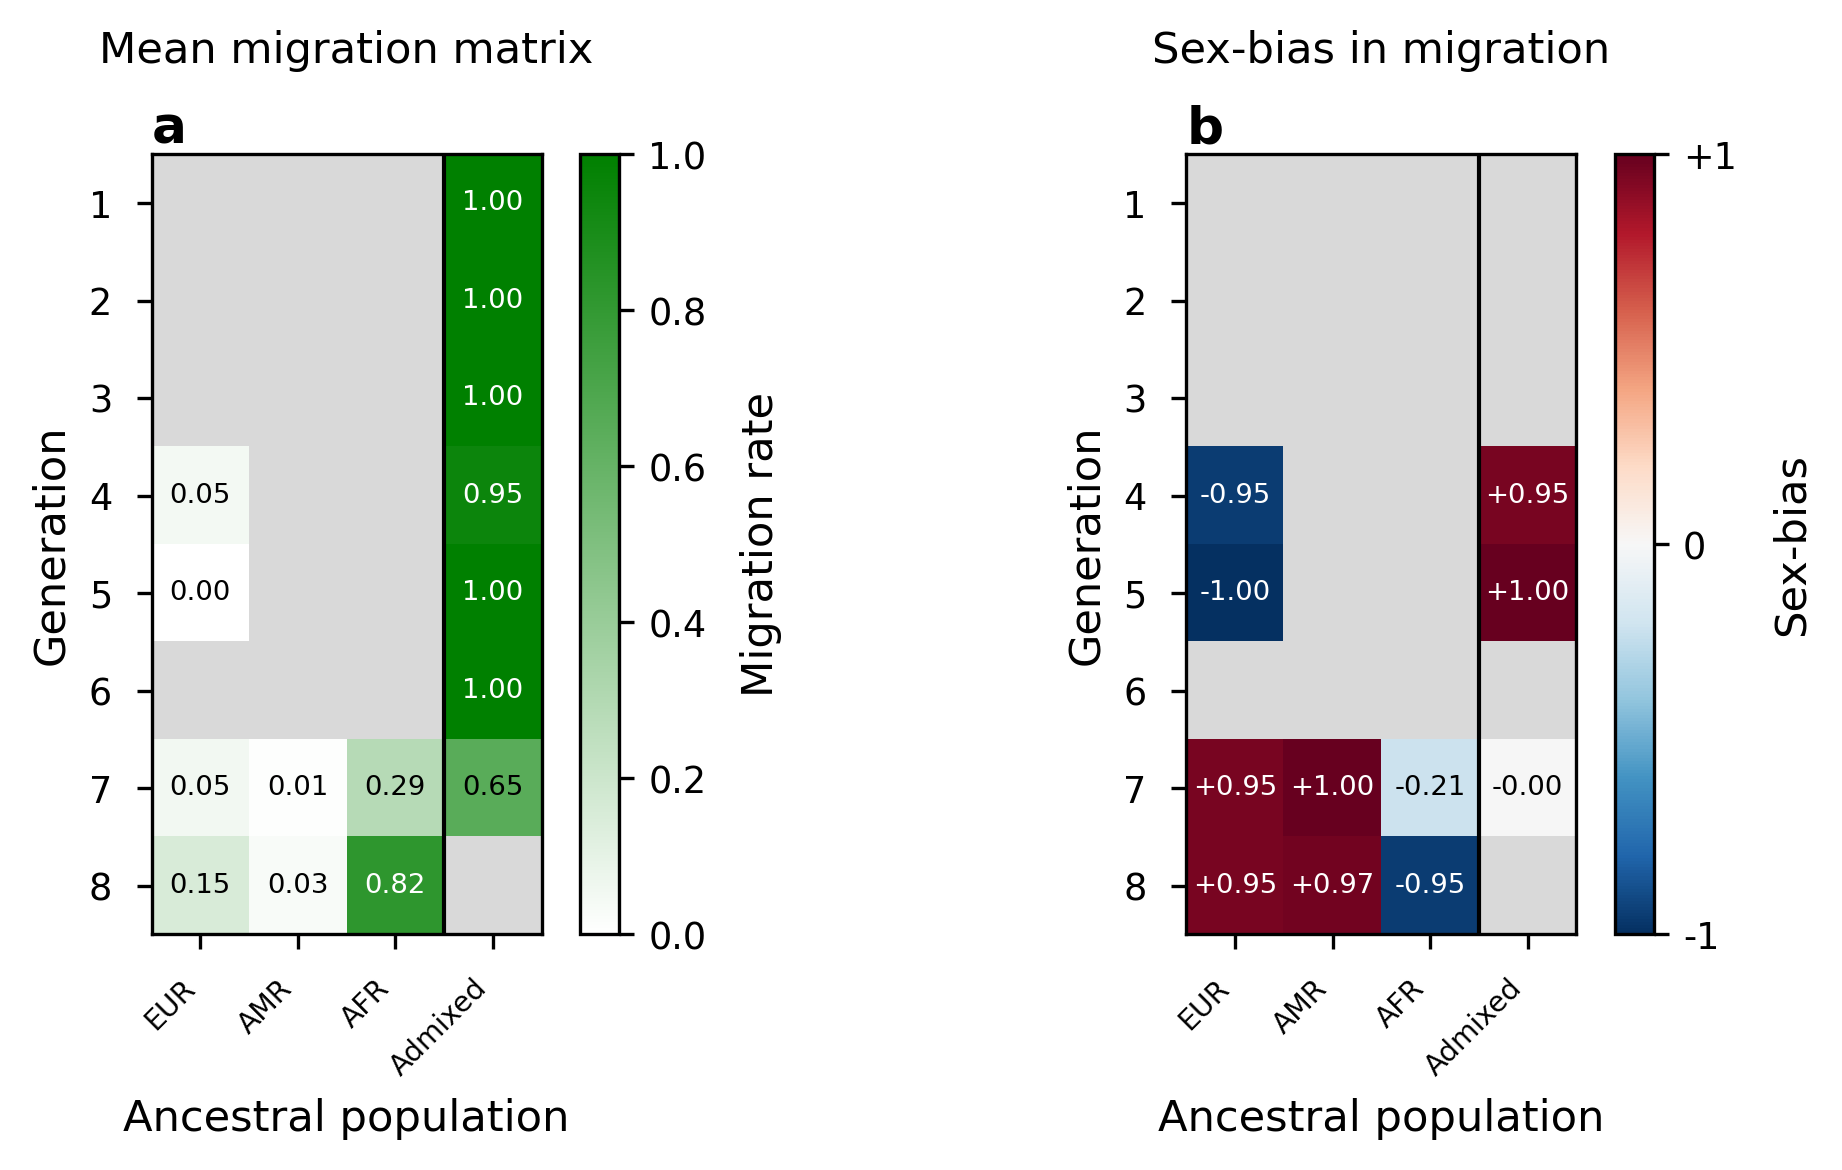 Mean migration matrix
a
Generation
1
2
3
4
5
6
7
8
1.00
1.00
1.00
0.05 0.95
0.00 1.00
1.00
0.05 0.01 0.29 0.65
0.15 0.03 0.82
EUR AMR AFR Admixed
Ancestral population
1.0
0.8
0.6
0.4
0.2
0.0
Migration rate
Sex-bias in migration
b
Generation
1
2
3
4
5
6
7
8
-0.95 +0.95
-1.00 +1.00
+0.95 +1.00 -0.21 -0.00
+0.95 +0.97 -0.95
EUR AMR AFR Admixed
Ancestral population
+1
0
-1
Sex-bias